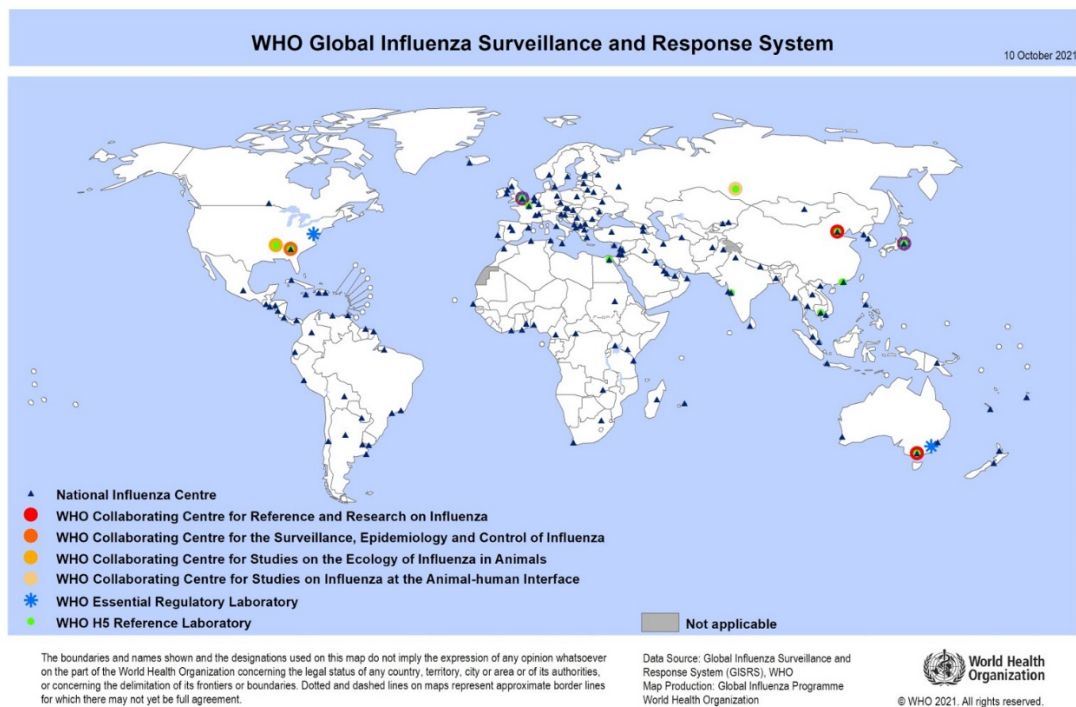 WHO Global Influenza Surveillance and Response System
10 October 2021
National Influenza Centre
WHO Collaborating Centre for Reference and Research on Influenza
WHO Collaborating Centre for the Surveillance, Epidemiology and Control of Influenza
WHO Collaborating Centre for Studies on the Ecology of Influenza in Animals
WHO Collaborating Centre for Studies on Influenza at the Animal-human Interface
WHO Essential Regulatory Laboratory
WHO H5 Reference Laboratory
Not applicable
The boundaries and names shown and the designations used on this map do not imply the expression of any opinion whatsoever
on the part of the World Health Organization concerning the legal status of any country, territory, city or area or of its authorities,
or concerning the delimitation of its frontiers or boundaries. Dotted and dashed lines on maps represent approximate border lines
for which there may not yet be full agreement.
Data Source: Global Influenza Surveillance and
Response System (GISRS), WHO
Map Production: Global Influenza Programme
World Health Organization
World Health
Organization
© WHO 2021. All rights reserved.